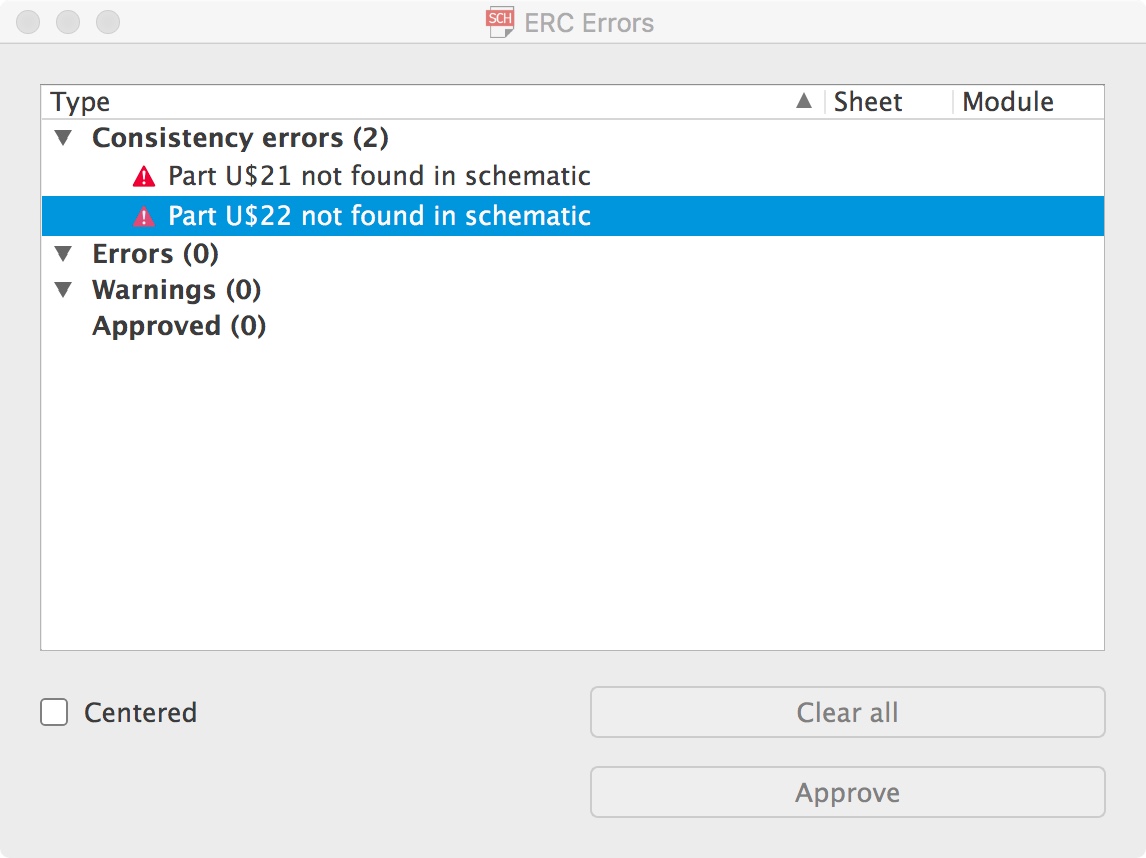 SCH ERC Errors
Type Sheet Module
Consistency errors (2)
Part U$21 not found in schematic
Part U$22 not found in schematic
Errors (0)
Warnings (0)
Approved (0)
Centered Clear all
Approve